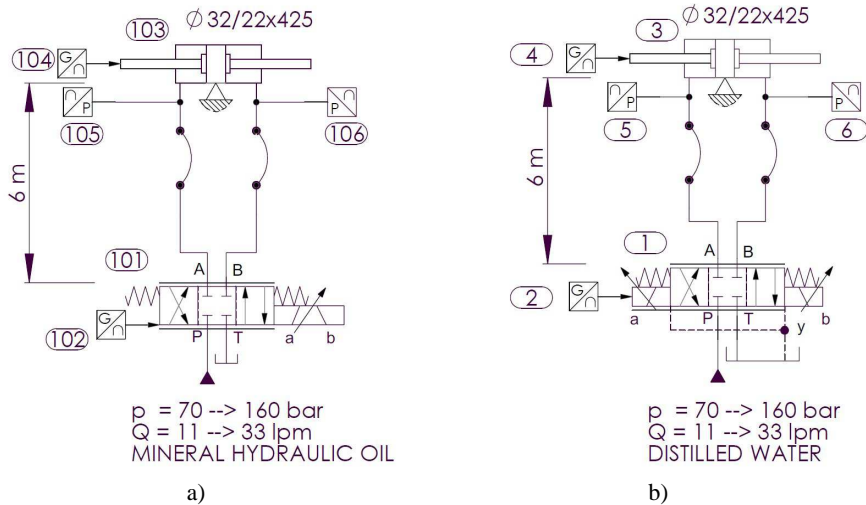 103
Ø 32/22x425
104
G
105
P
P
106
6 m
101
A B
102
G
P T
a b
p = 70 --> 160 bar
Q = 11 --> 33 lpm
MINERAL HYDRAULIC OIL
a)
Ø 32/22x425
3
4
G
P
5
P
6
6 m
1
A B
2
G
a P T y b
p = 70 --> 160 bar
Q = 11 --> 33 lpm
DISTILLED WATER
b)